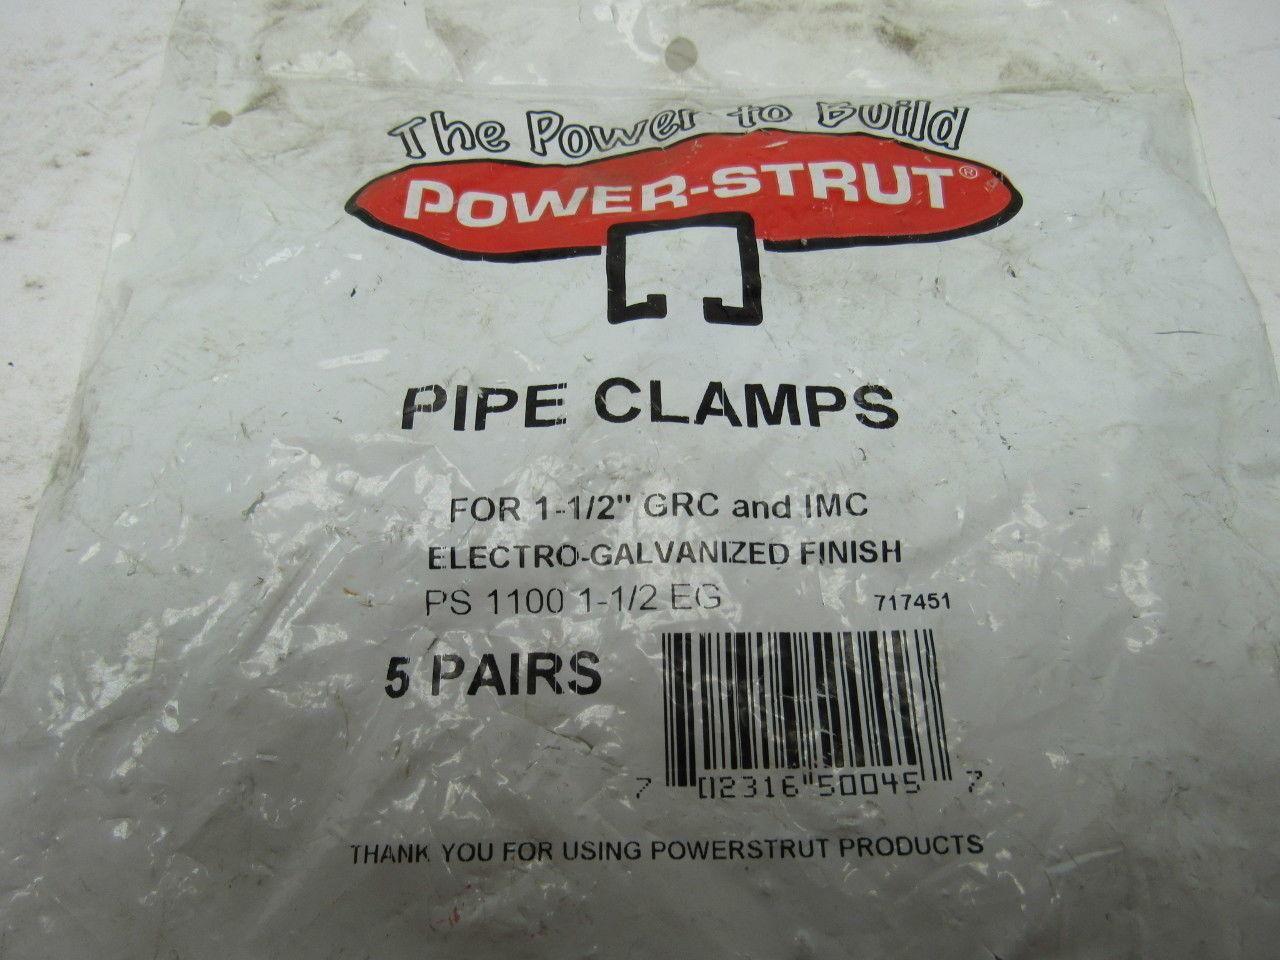 The Power to Build
POWER-STRUT®
PIPE CLAMPS
FOR 1-1/2" GRC and IMC
ELECTRO-GALVANIZED FINISH
PS 1100 1-1/2 EG 717451
5 PAIRS
7 12316 50045 7
THANK YOU FOR USING POWERSTRUT PRODUCTS